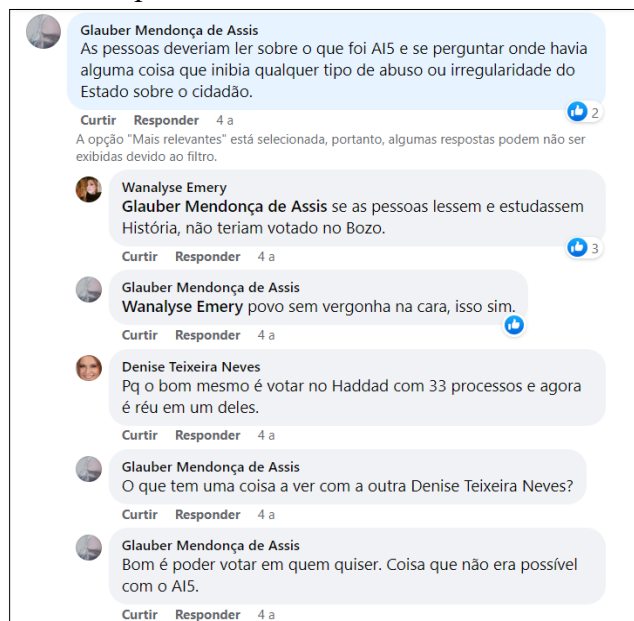 Glauber Mendonça de Assis
As pessoas deveriam ler sobre o que foi AI5 e se perguntar onde havia
alguma coisa que inibia qualquer tipo de abuso ou irregularidade do
Estado sobre o cidadão.
2
Curtir Responder 4 a
A opção "Mais relevantes" está selecionada, portanto, algumas respostas podem não ser
exibidas devido ao filtro.
Wanalyse Emery
Glauber Mendonça de Assis se as pessoas lessem e estudassem
História, não teriam votado no Bozo.
3
Curtir Responder 4 a
Glauber Mendonça de Assis
Wanalyse Emery povo sem vergonha na cara, isso sim.
Curtir Responder 4 a
Denise Teixeira Neves
Pq o bom mesmo é votar no Haddad com 33 processos e agora
é réu em um deles.
Curtir Responder 4 a
Glauber Mendonça de Assis
O que tem uma coisa a ver com a outra Denise Teixeira Neves?
Curtir Responder 4 a
Glauber Mendonça de Assis
Bom é poder votar em quem quiser. Coisa que não era possível
com o AI5.
Curtir Responder 4 a